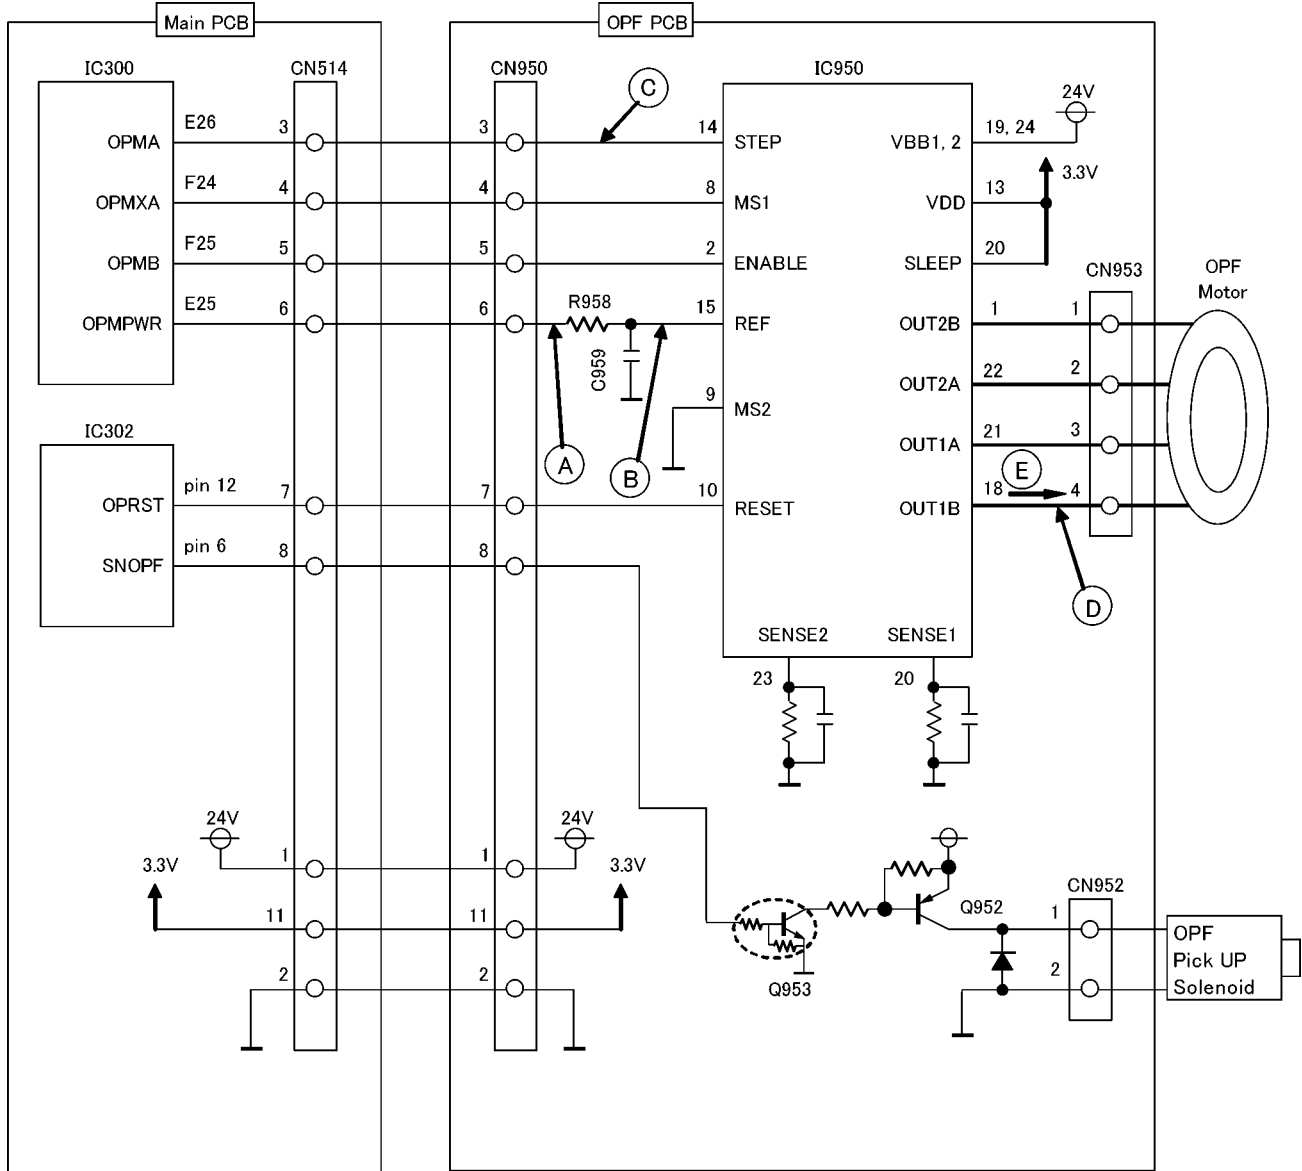 Main PCB
OPF PCB
IC300
CN514
CN950
IC950
C
24V
E26
3
3
14
19, 24
OPMA
STEP
VBB1, 2
3.3V
F24
4
4
8
13
OPMXA
MS1
VDD
F25
5
5
2
20
OPMB
ENABLE
SLEEP
CN953
OPF
Motor
E25
6
6
R958
15
1
1
OPMPWR
REF
OUT2B
C959
22
2
OUT2A
9
MS2
21
3
OUT1A
IC302
A
B
E
pin 12
7
7
10
18
4
OPRST
RESET
OUT1B
pin 6
8
8
SNOPF
D
SENSE2
SENSE1
23
20
24V
24V
3.3V
1
1
3.3V
11
11
2
2
Q953
Q952
CN952
1
2
OPF
Pick UP
Solenoid